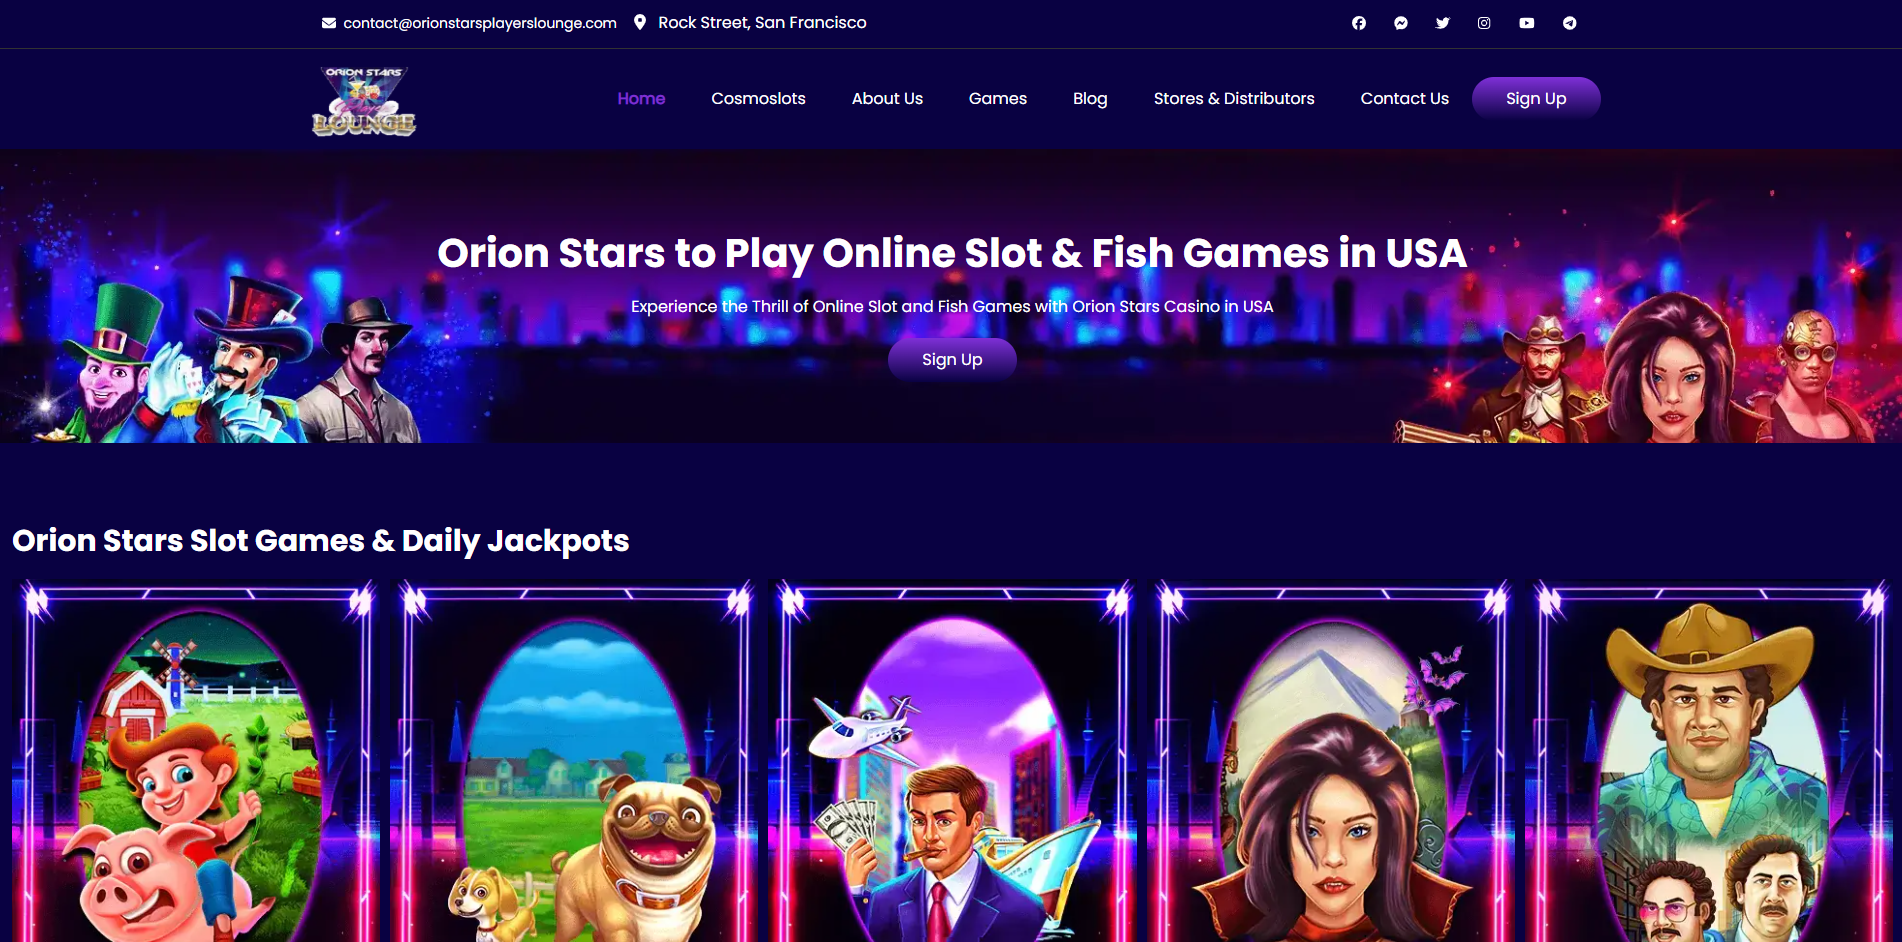 contact@orionstarsplayerslounge.com
Rock Street, San Francisco
ORION STARS
LOUNGE
Home
Cosmoslots
About Us
Games
Blog
Stores & Distributors
Contact Us
Sign Up
Orion Stars to Play Online Slot & Fish Games in USA
Experience the Thrill of Online Slot and Fish Games with Orion Stars Casino in USA
Sign Up
Orion Stars Slot Games & Daily Jackpots